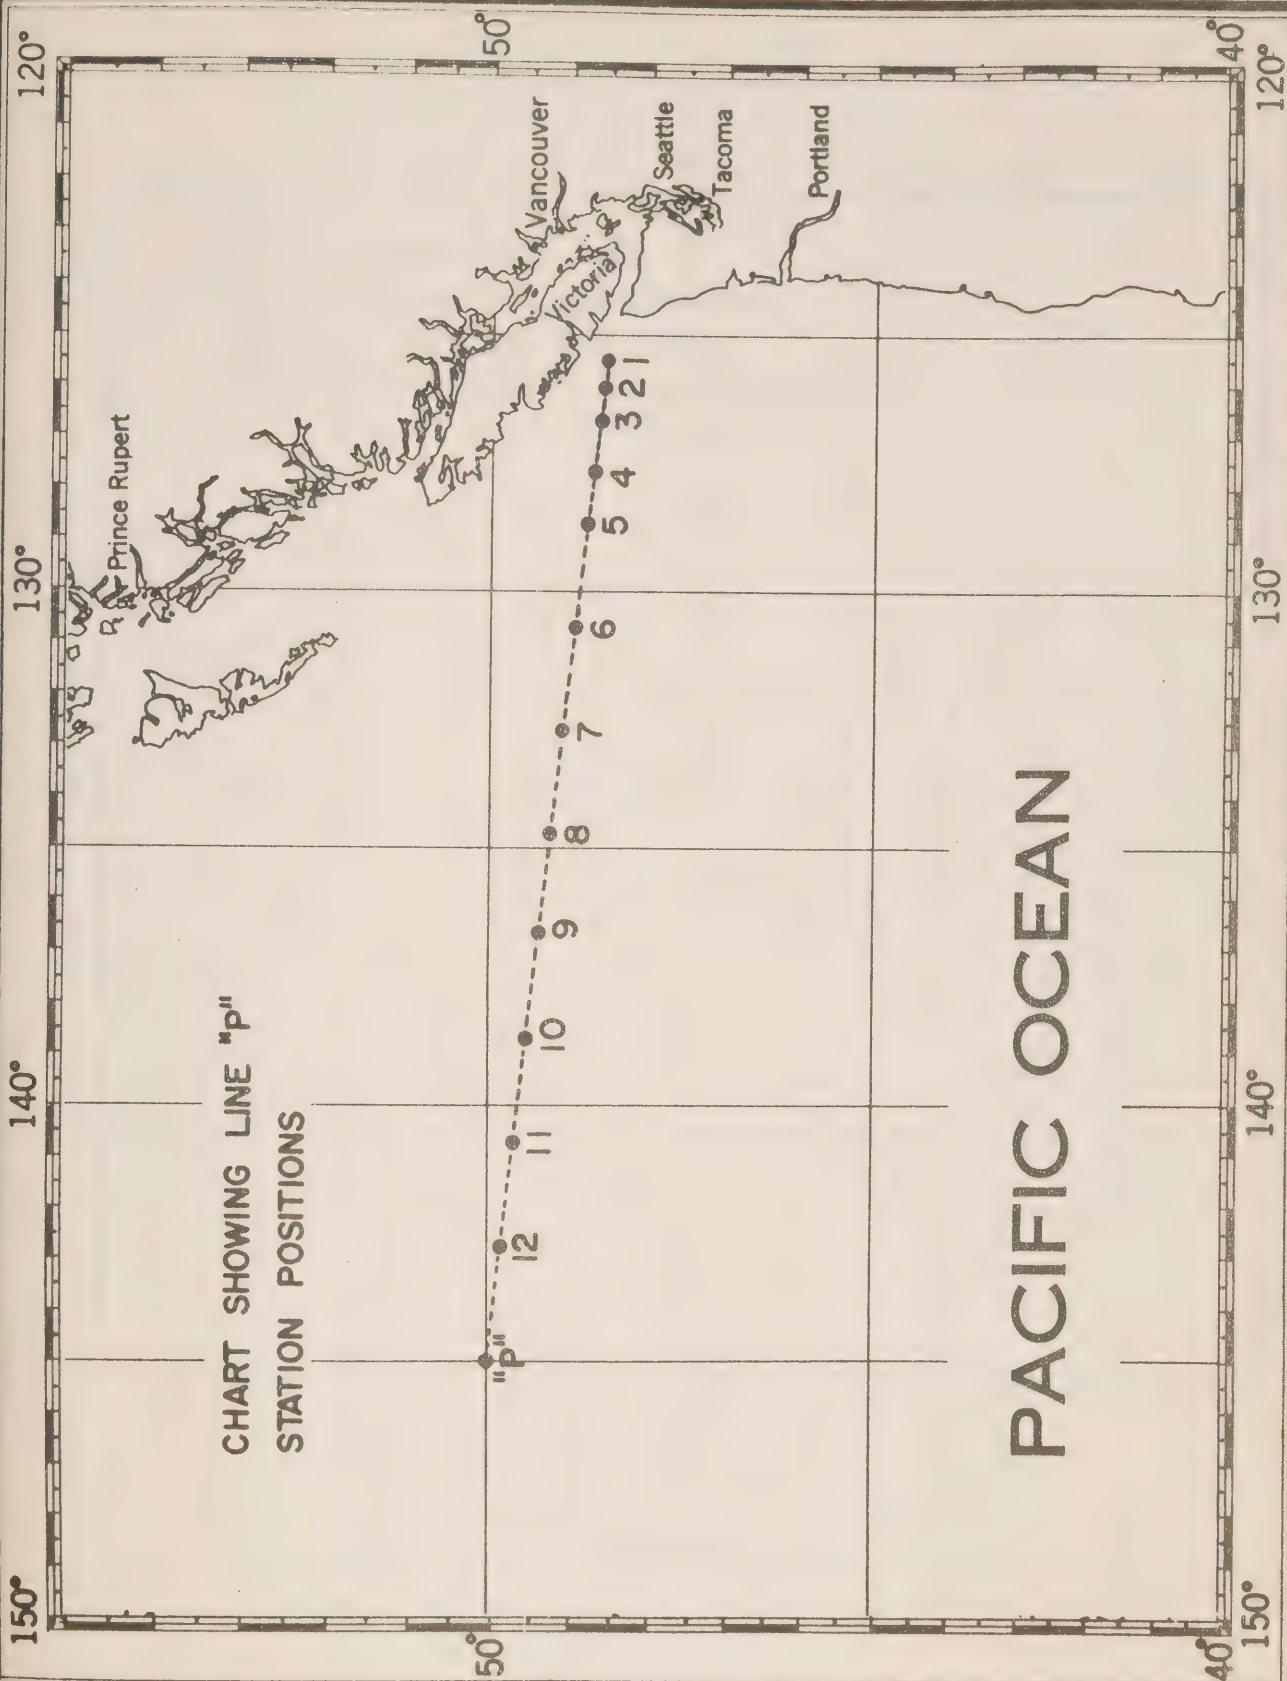 CHART SHOWING LINE "P"
STATION POSITIONS
150°
140°
130°
120°
50°
50°
40°
40°
150°
140°
130°
120°
Prince Rupert
Vancouver
Victoria
Seattle
Tacoma
Portland
"P"
12
11
10
9
8
7
6
5
4
3
2
1
PACIFIC OCEAN